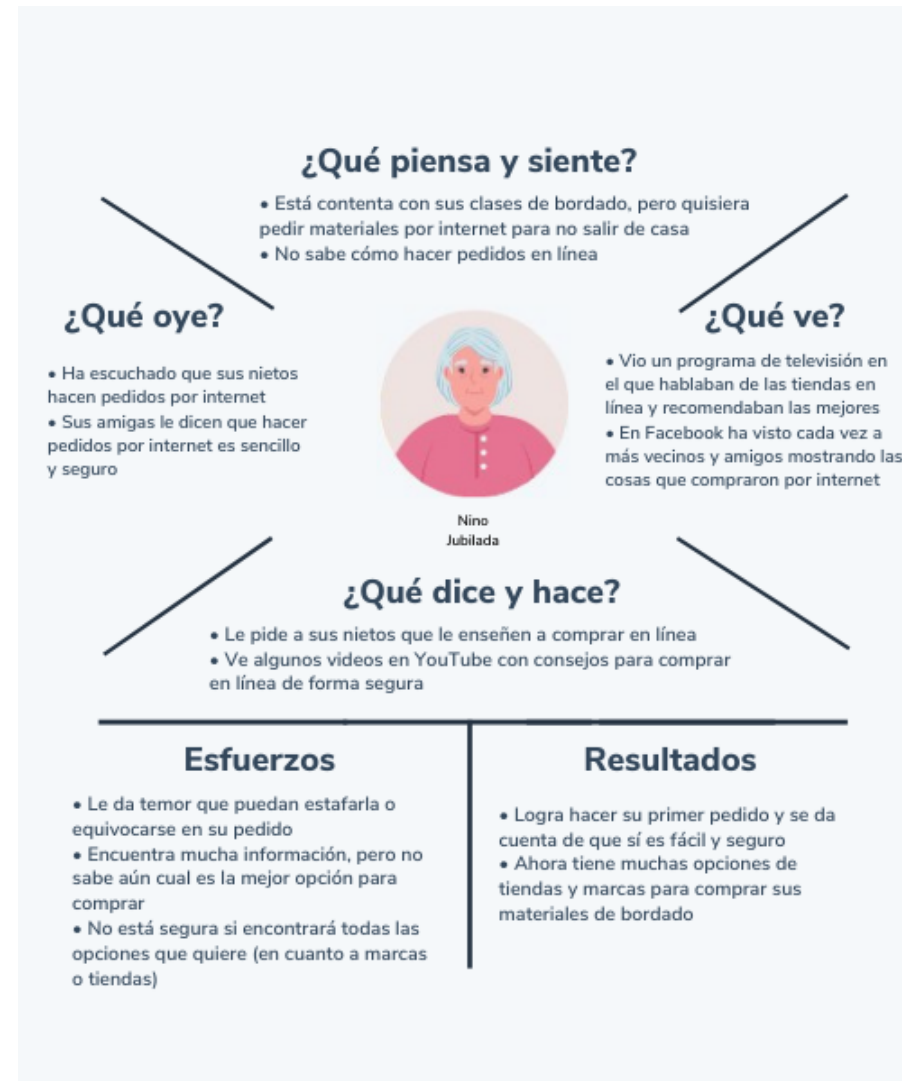 ¿Qué piensa y siente?
• Está contenta con sus clases de bordado, pero quisiera
pedir materiales por internet para no salir de casa
• No sabe cómo hacer pedidos en línea
¿Qué oye?
• Ha escuchado que sus nietos
hacen pedidos por internet
• Sus amigas le dicen que hacer
pedidos por internet es sencillo
y seguro
¿Qué ve?
• Vio un programa de televisión en
el que hablaban de las tiendas en
línea y recomendaban las mejores
• En Facebook ha visto cada vez a
más vecinos y amigos mostrando las
cosas que compraron por internet
Nino
Jubilada
¿Qué dice y hace?
• Le pide a sus nietos que le enseñen a comprar en línea
• Ve algunos videos en YouTube con consejos para comprar
en línea de forma segura
Esfuerzos
• Le da temor que puedan estafarla o
equivocarse en su pedido
• Encuentra mucha información, pero no
sabe aún cual es la mejor opción para
comprar
• No está segura si encontrará todas las
opciones que quiere (en cuanto a marcas
o tiendas)
Resultados
• Logra hacer su primer pedido y se da
cuenta de que sí es fácil y seguro
• Ahora tiene muchas opciones de
tiendas y marcas para comprar sus
materiales de bordado